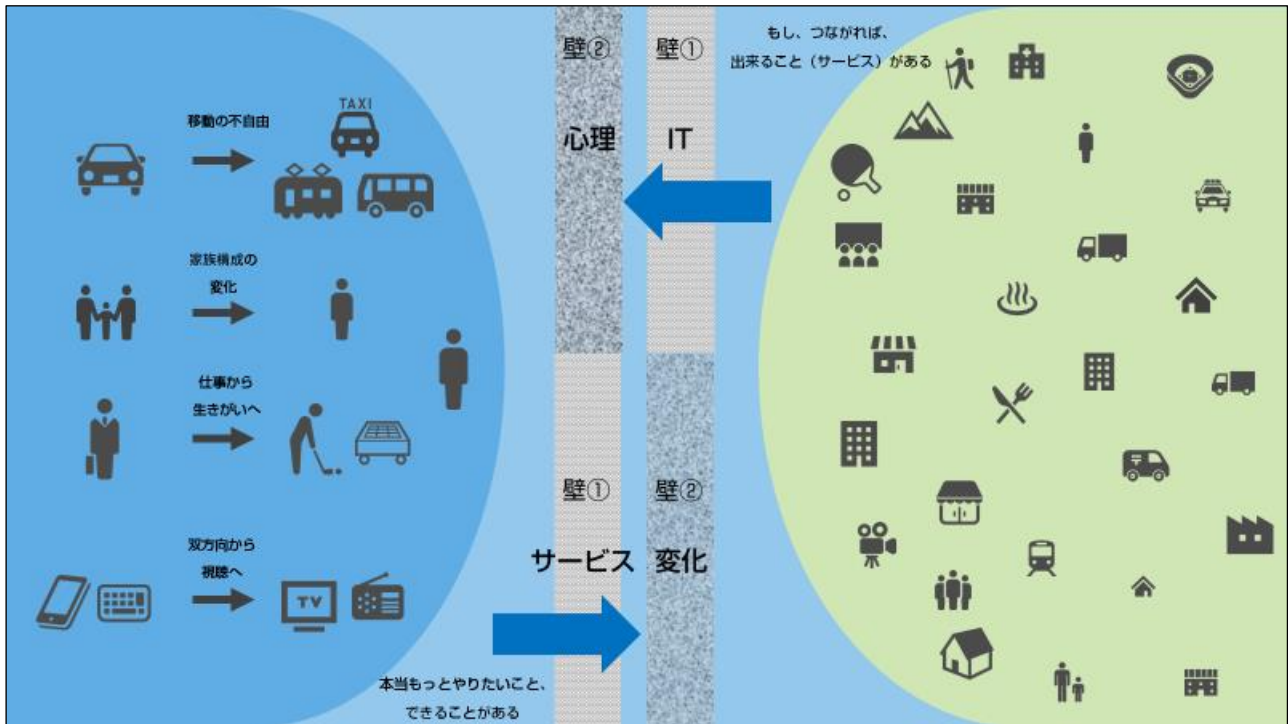 移動の不自由
TAXI
家族構成の
変化
仕事から
生きがいへ
双方向から
視聴へ
TV
本当もっとやりたいこと、
できることがある
壁②
心理
壁①
IT
壁①
サービス
壁②
変化
もし、つながれば、
出来ること（サービス）がある